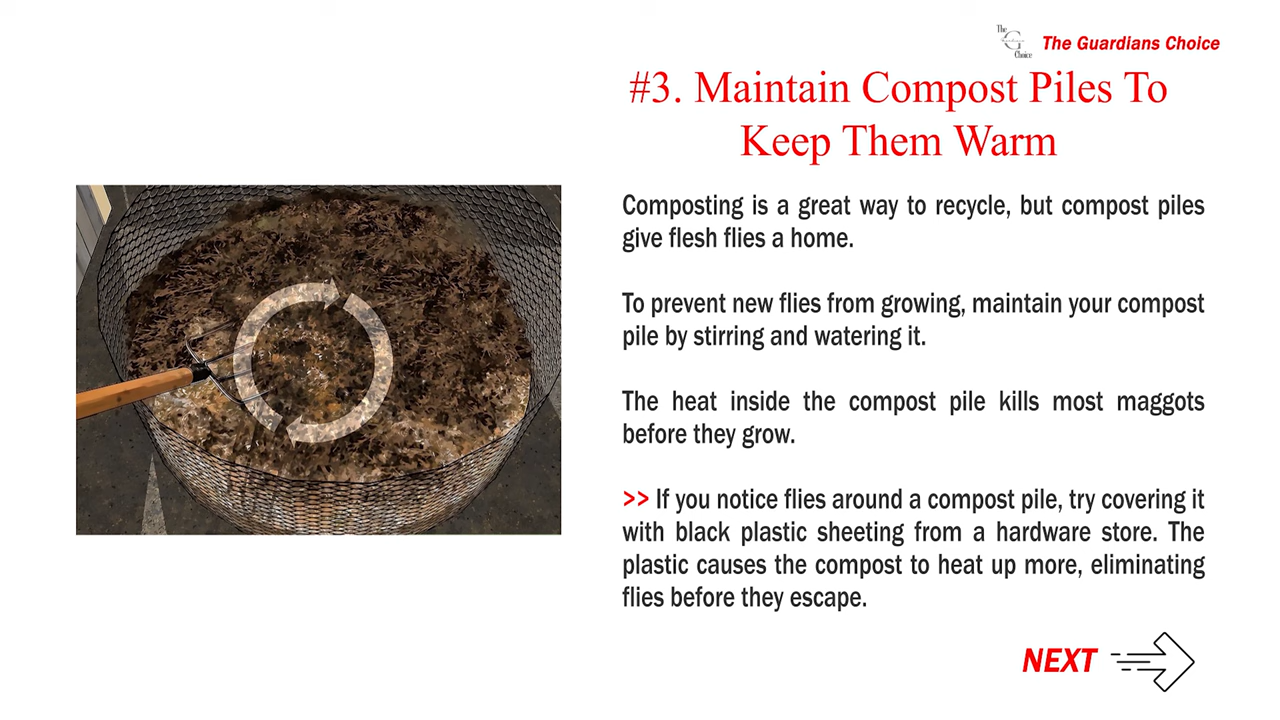 The
G
Choice
The Guardians Choice
#3. Maintain Compost Piles To
Keep Them Warm
Composting is a great way to recycle, but compost piles
give flesh flies a home.
To prevent new flies from growing, maintain your compost
pile by stirring and watering it.
The heat inside the compost pile kills most maggots
before they grow.
>> If you notice flies around a compost pile, try covering it
with black plastic sheeting from a hardware store. The
plastic causes the compost to heat up more, eliminating
flies before they escape.
NEXT